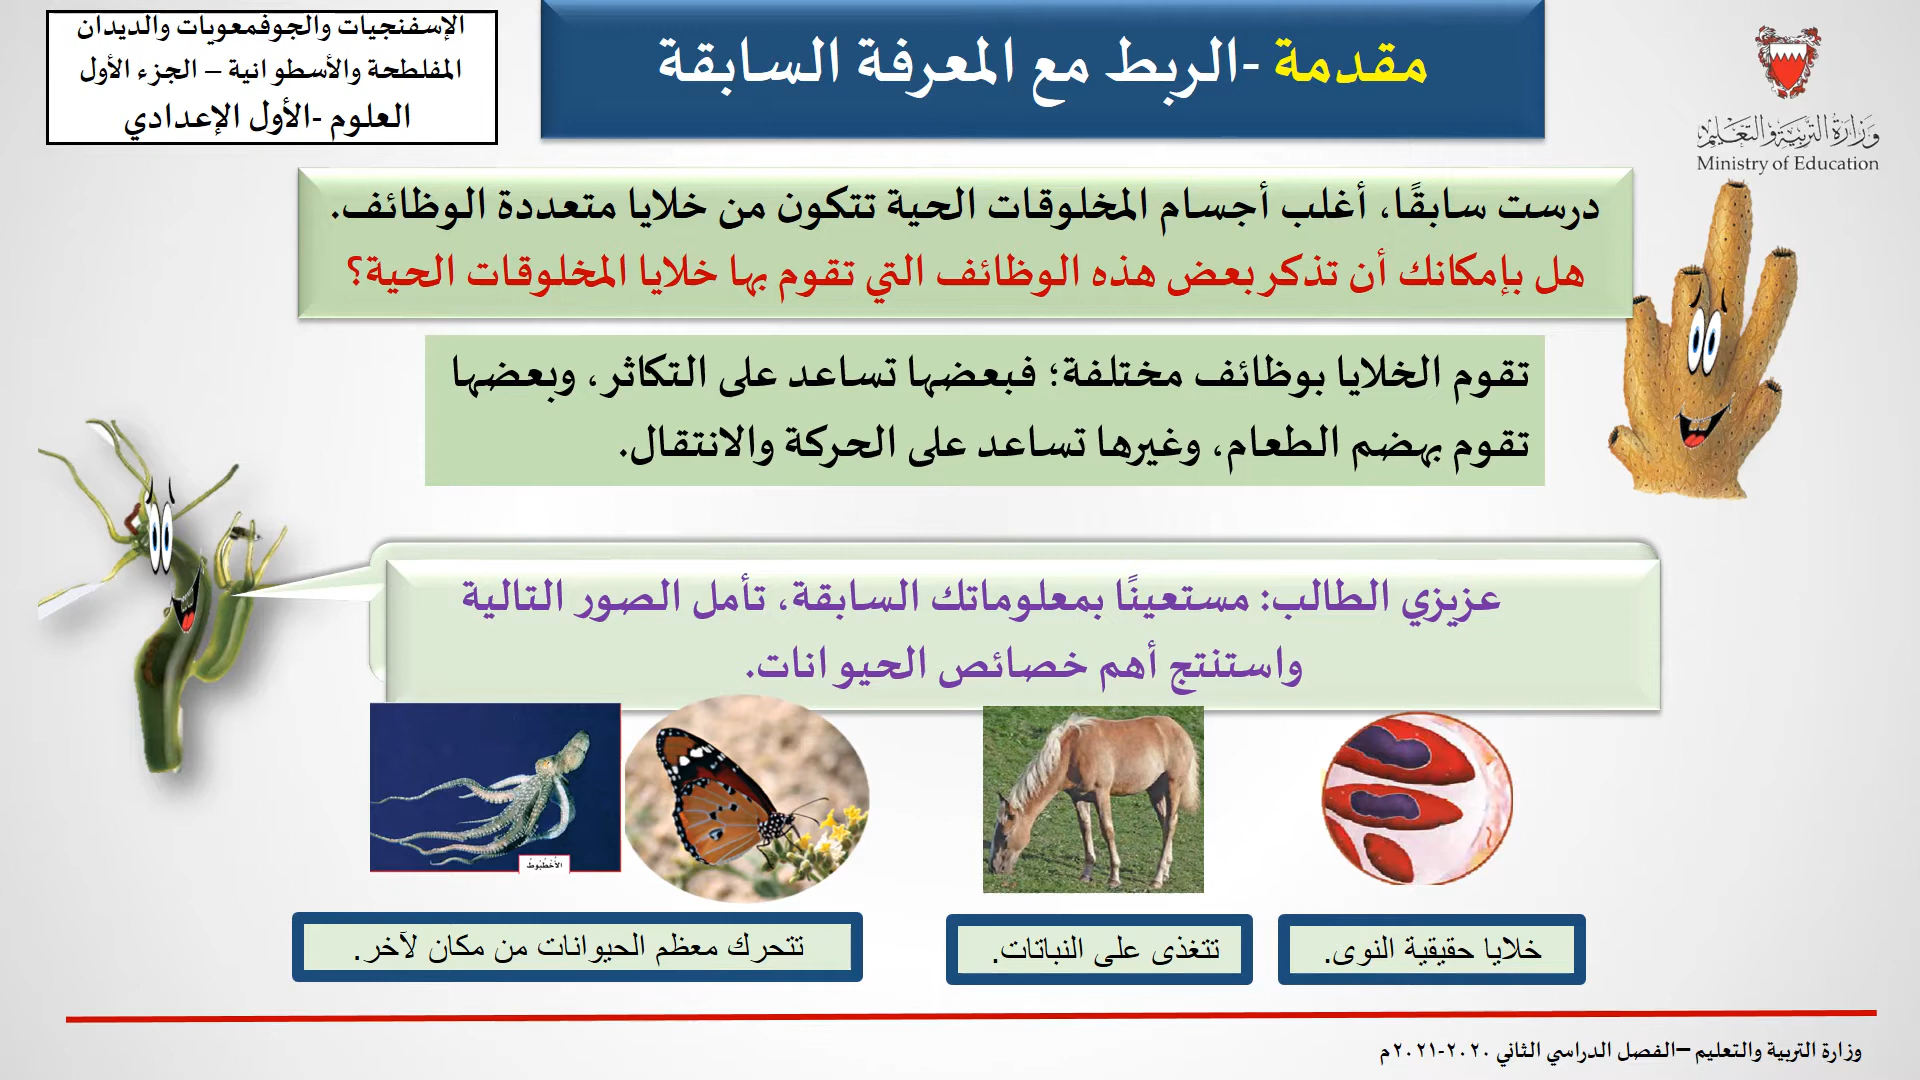 الإسفنجيات والجوفمعويات والديدان
المفلطحة والأسطوانية – الجزء الأول
العلوم -الأول الإعدادي
مقدمة -الربط مع المعرفة السابقة
وزارة التربية والتعليم
Ministry of Education
درست سابقًا، أغلب أجسام المخلوقات الحية تتكون من خلايا متعددة الوظائف.
هل بإمكانك أن تذكر بعض هذه الوظائف التي تقوم بها خلايا المخلوقات الحية؟
تقوم الخلايا بوظائف مختلفة؛ فبعضها تساعد على التكاثر، وبعضها
تقوم بهضم الطعام، وغيرها تساعد على الحركة والانتقال.
عزيزي الطالب: مستعينًا بمعلوماتك السابقة، تأمل الصور التالية
واستنتج أهم خصائص الحيوانات.
الأخطبوط
خلايا حقيقية النوى.
تتغذى على النباتات.
تتحرك معظم الحيوانات من مكان لآخر.
وزارة التربية والتعليم –الفصل الدراسي الثاني ٢٠٢٠-٢٠٢١م